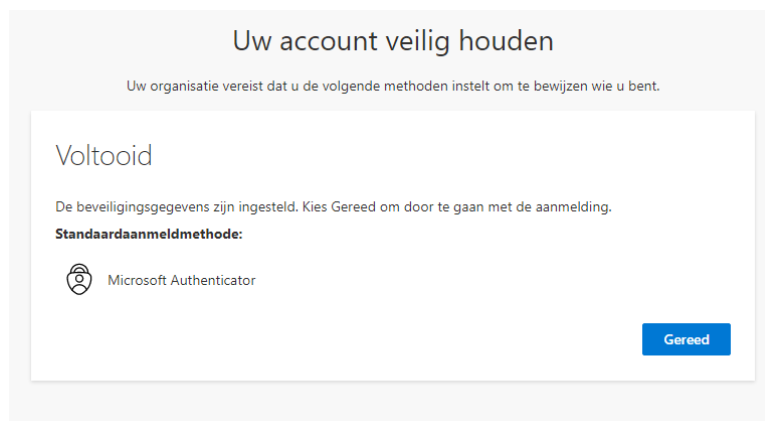 Uw account veilig houden
Uw organisatie vereist dat u de volgende methoden instelt om te bewijzen wie u bent.
Voltooid
De beveiligingsgegevens zijn ingesteld. Kies Gereed om door te gaan met de aanmelding.
Standaardaanmeldmethode:
Microsoft Authenticator
Gereed